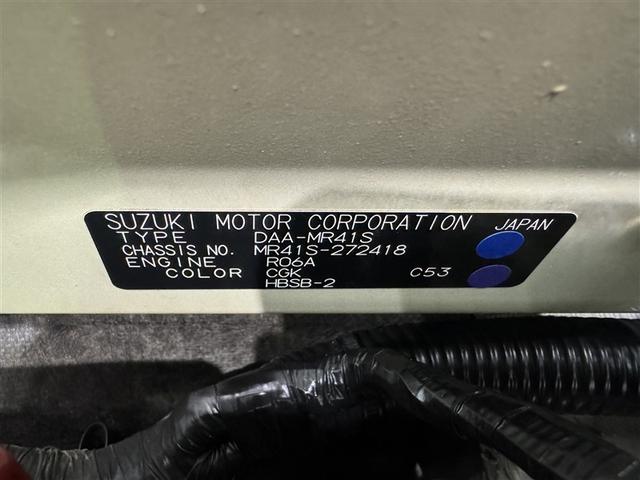 SUZUKI MOTOR CORPORATION JAPAN
TYPE DAA-MR41S
CHASSIS NO. MR41S-272418
ENGINE R06A
COLOR CGK C53
HBSB-2